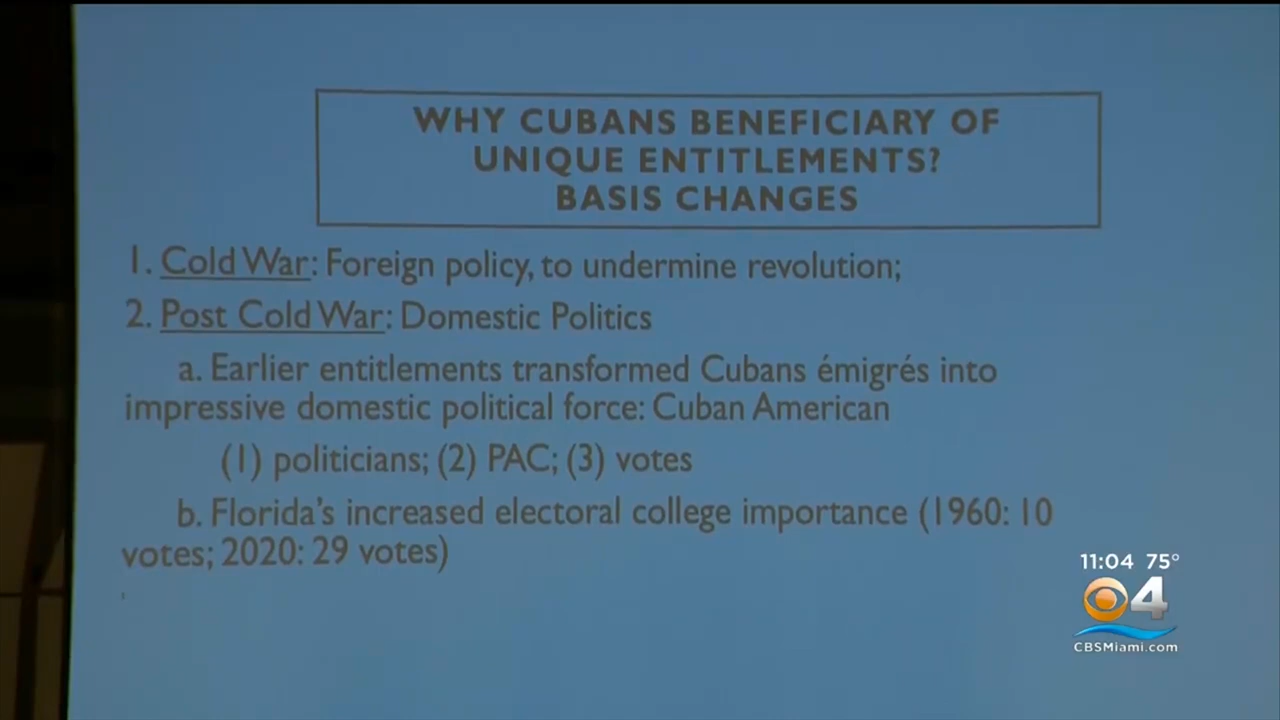 WHY CUBANS BENEFICIARY OF
UNIQUE ENTITLEMENTS?
BASIS CHANGES
1. Cold War: Foreign policy, to undermine revolution;
2. Post Cold War: Domestic Politics
a. Earlier entitlements transformed Cubans émigrés into
impressive domestic political force: Cuban American
(1) politicians; (2) PAC; (3) votes
b. Florida's increased electoral college importance (1960: 10
votes; 2020: 29 votes)
11:04 75°
4
CBSMiami.com